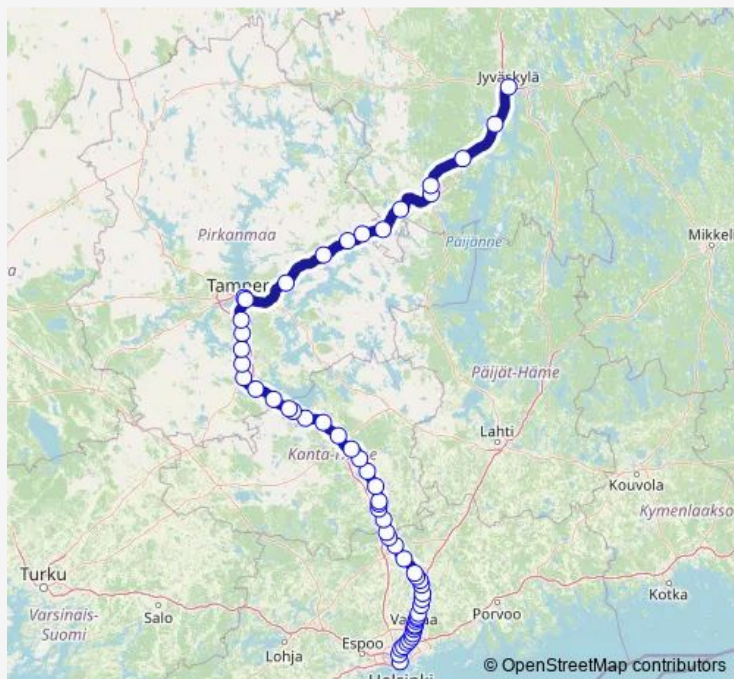 Jyväskylä
Mikkeli
Pirkanmaa
Päijänne
Tamper
Päijät-Häme
Lahti
Kouvola
Kymenlaakso
Turku
Kotka
Varsinais-
Suomi
Salo
Porvoo
Espoo
Lohja
Helsinki
© OpenStreetMap contributors